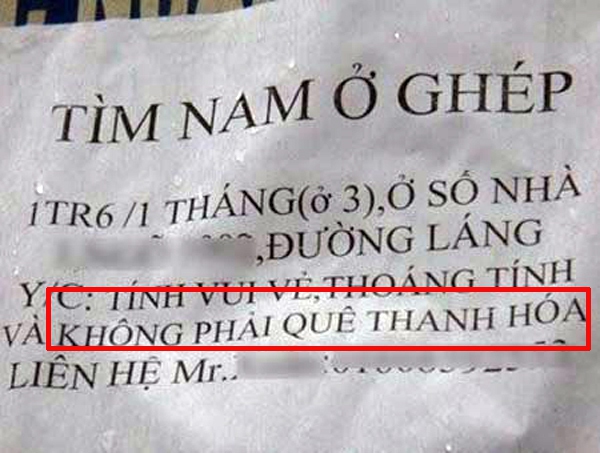 TÌM NAM Ở GHÉP
1TR6/1 THÁNG(ở 3),Ở SỐ NHÀ
,ĐƯỜNG LÁNG
Y/C: TÍNH VUI VẺ,THOÁNG TÍNH
VÀ KHÔNG PHẢI QUÊ THANH HÓA
LIÊN HỆ Mr.